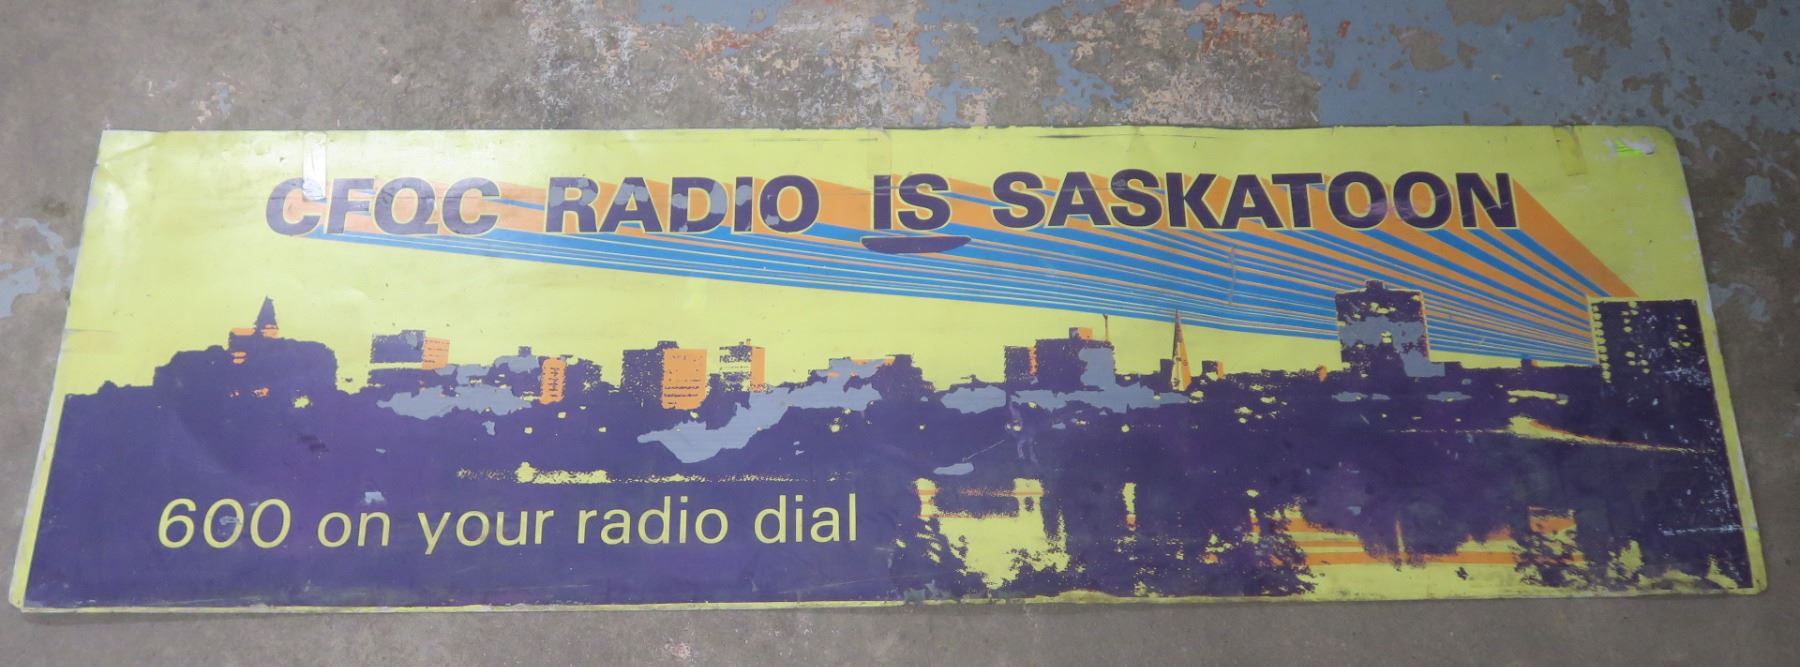 CFQC RADIO IS SASKATOON
600 on your radio dial